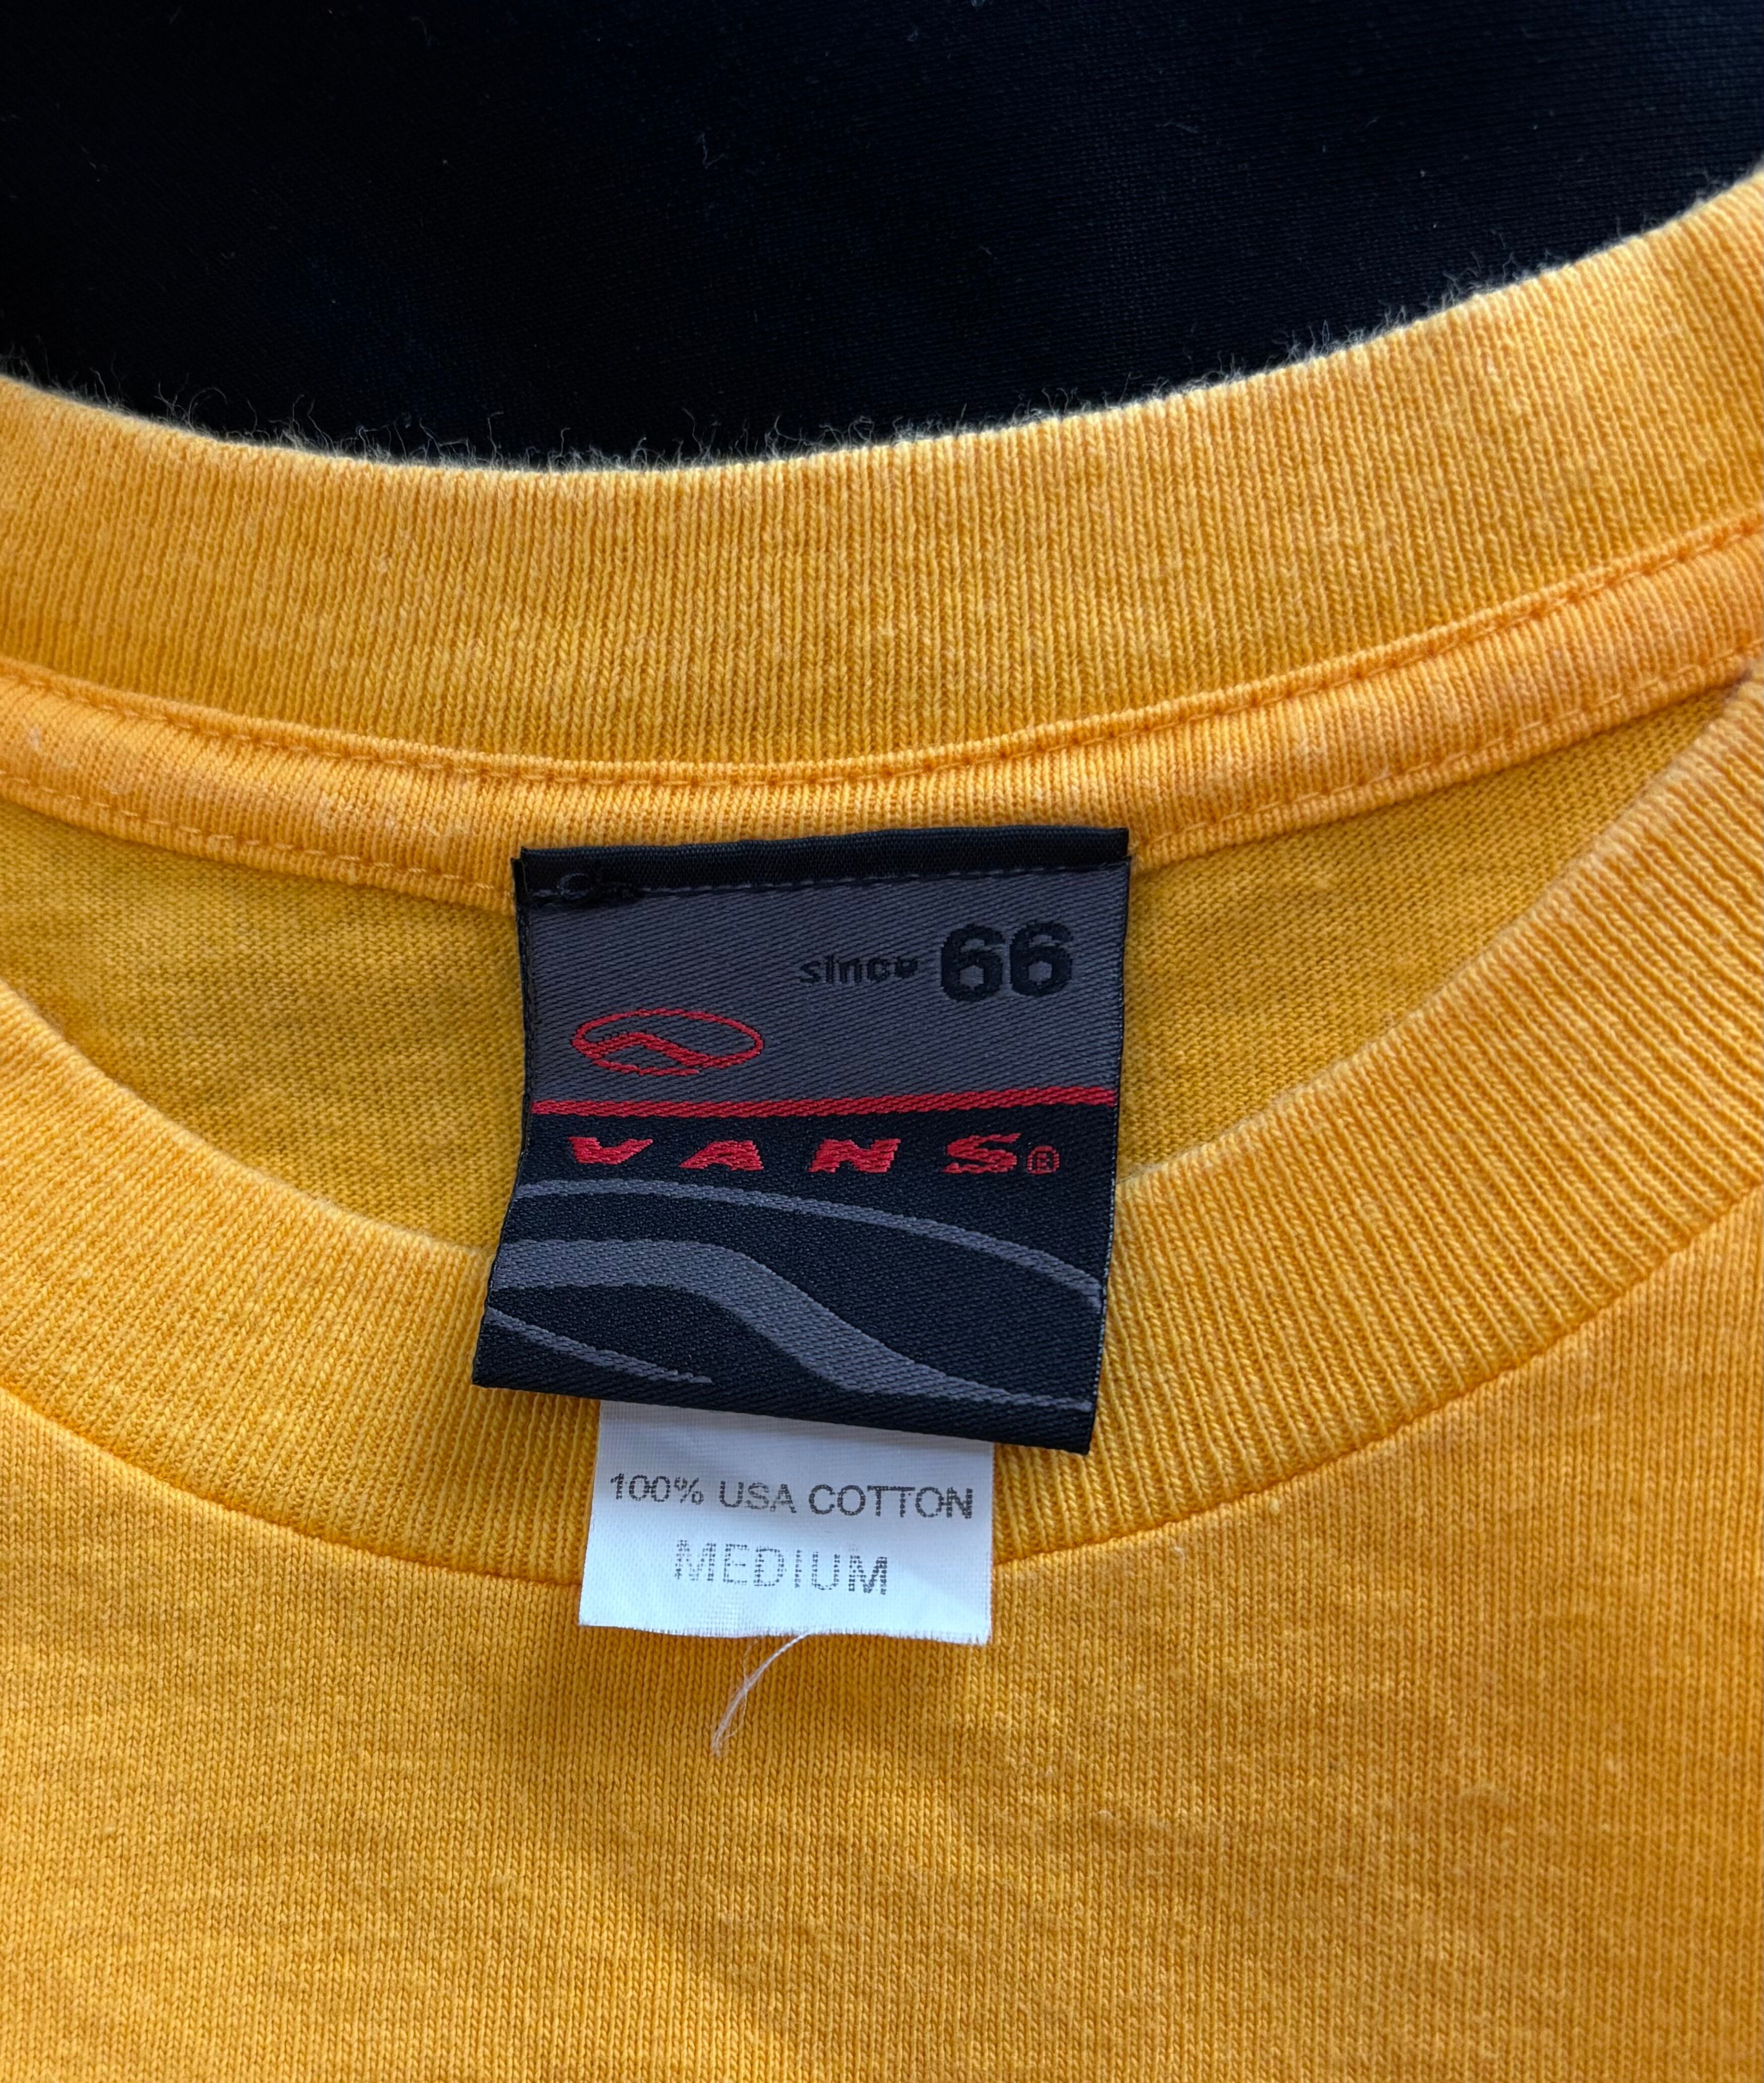 since 66
VANS®
100% USA COTTON
MEDIUM